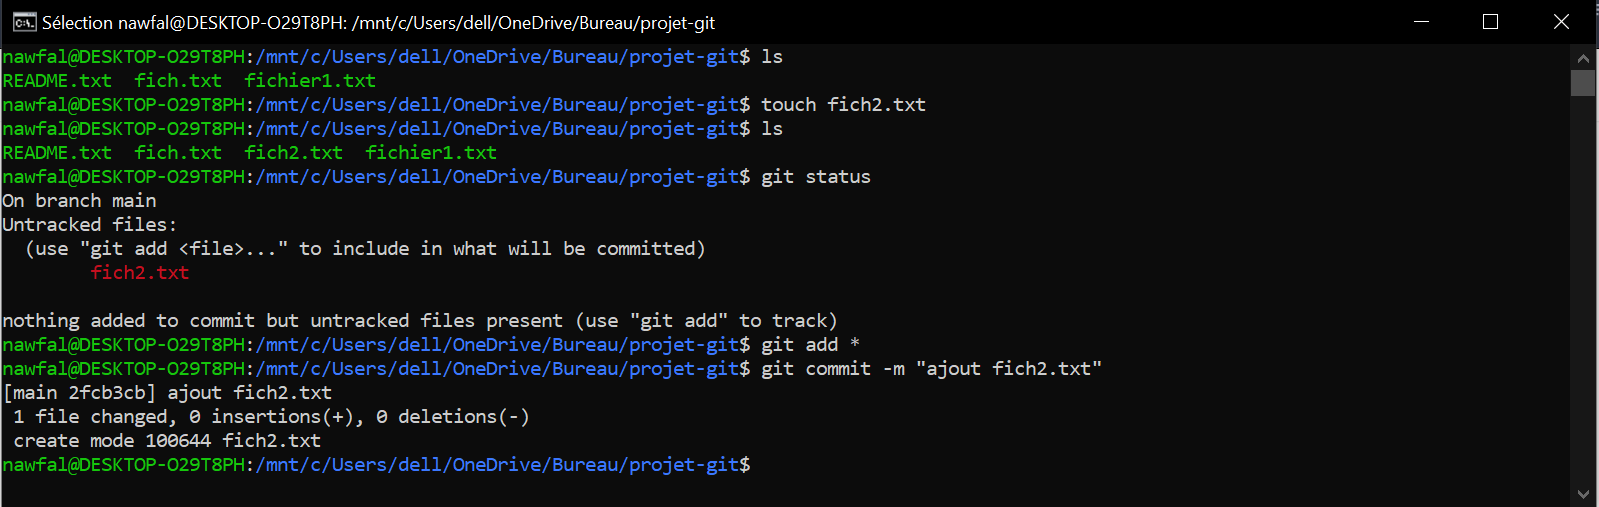 Sélection nawfal@DESKTOP-O29T8PH: /mnt/c/Users/dell/OneDrive/Bureau/projet-git
nawfal@DESKTOP-O29T8PH:/mnt/c/Users/dell/OneDrive/Bureau/projet-git$ ls
README.txt  fich.txt  fichier1.txt
nawfal@DESKTOP-O29T8PH:/mnt/c/Users/dell/OneDrive/Bureau/projet-git$ touch fich2.txt
nawfal@DESKTOP-O29T8PH:/mnt/c/Users/dell/OneDrive/Bureau/projet-git$ ls
README.txt  fich.txt  fich2.txt  fichier1.txt
nawfal@DESKTOP-O29T8PH:/mnt/c/Users/dell/OneDrive/Bureau/projet-git$ git status
On branch main
Untracked files:
  (use "git add <file>..." to include in what will be committed)
        fich2.txt
nothing added to commit but untracked files present (use "git add" to track)
nawfal@DESKTOP-O29T8PH:/mnt/c/Users/dell/OneDrive/Bureau/projet-git$ git add *
nawfal@DESKTOP-O29T8PH:/mnt/c/Users/dell/OneDrive/Bureau/projet-git$ git commit -m "ajout fich2.txt"
[main 2fcb3cb] ajout fich2.txt
 1 file changed, 0 insertions(+), 0 deletions(-)
 create mode 100644 fich2.txt
nawfal@DESKTOP-O29T8PH:/mnt/c/Users/dell/OneDrive/Bureau/projet-git$